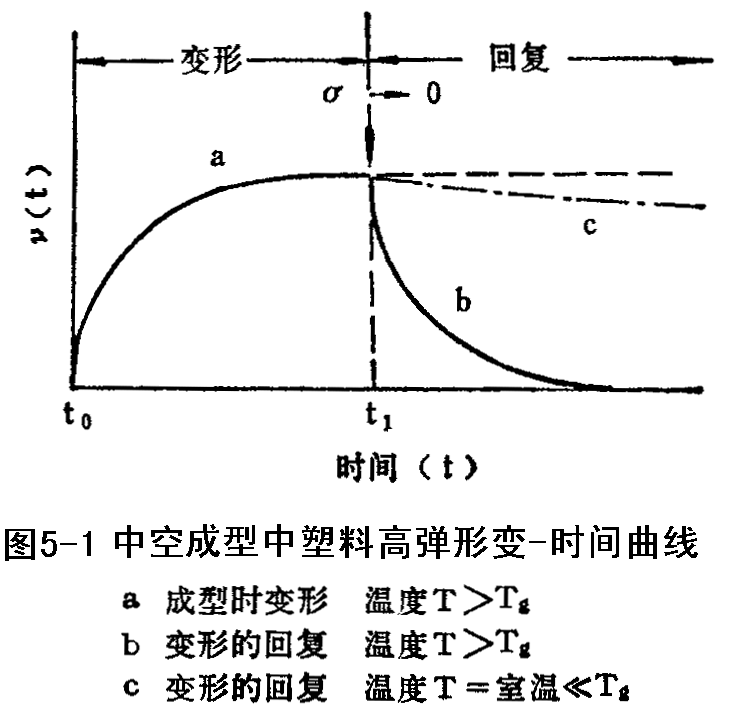 变形 回复
σ → 0
a
μ(t)
c
b
t₀ t₁
时间（t）
图5-1 中空成型中塑料高弹形变-时间曲线
a 成型时变形 温度T＞Tg
b 变形的回复 温度T＞Tg
c 变形的回复 温度T＝室温≪Tg